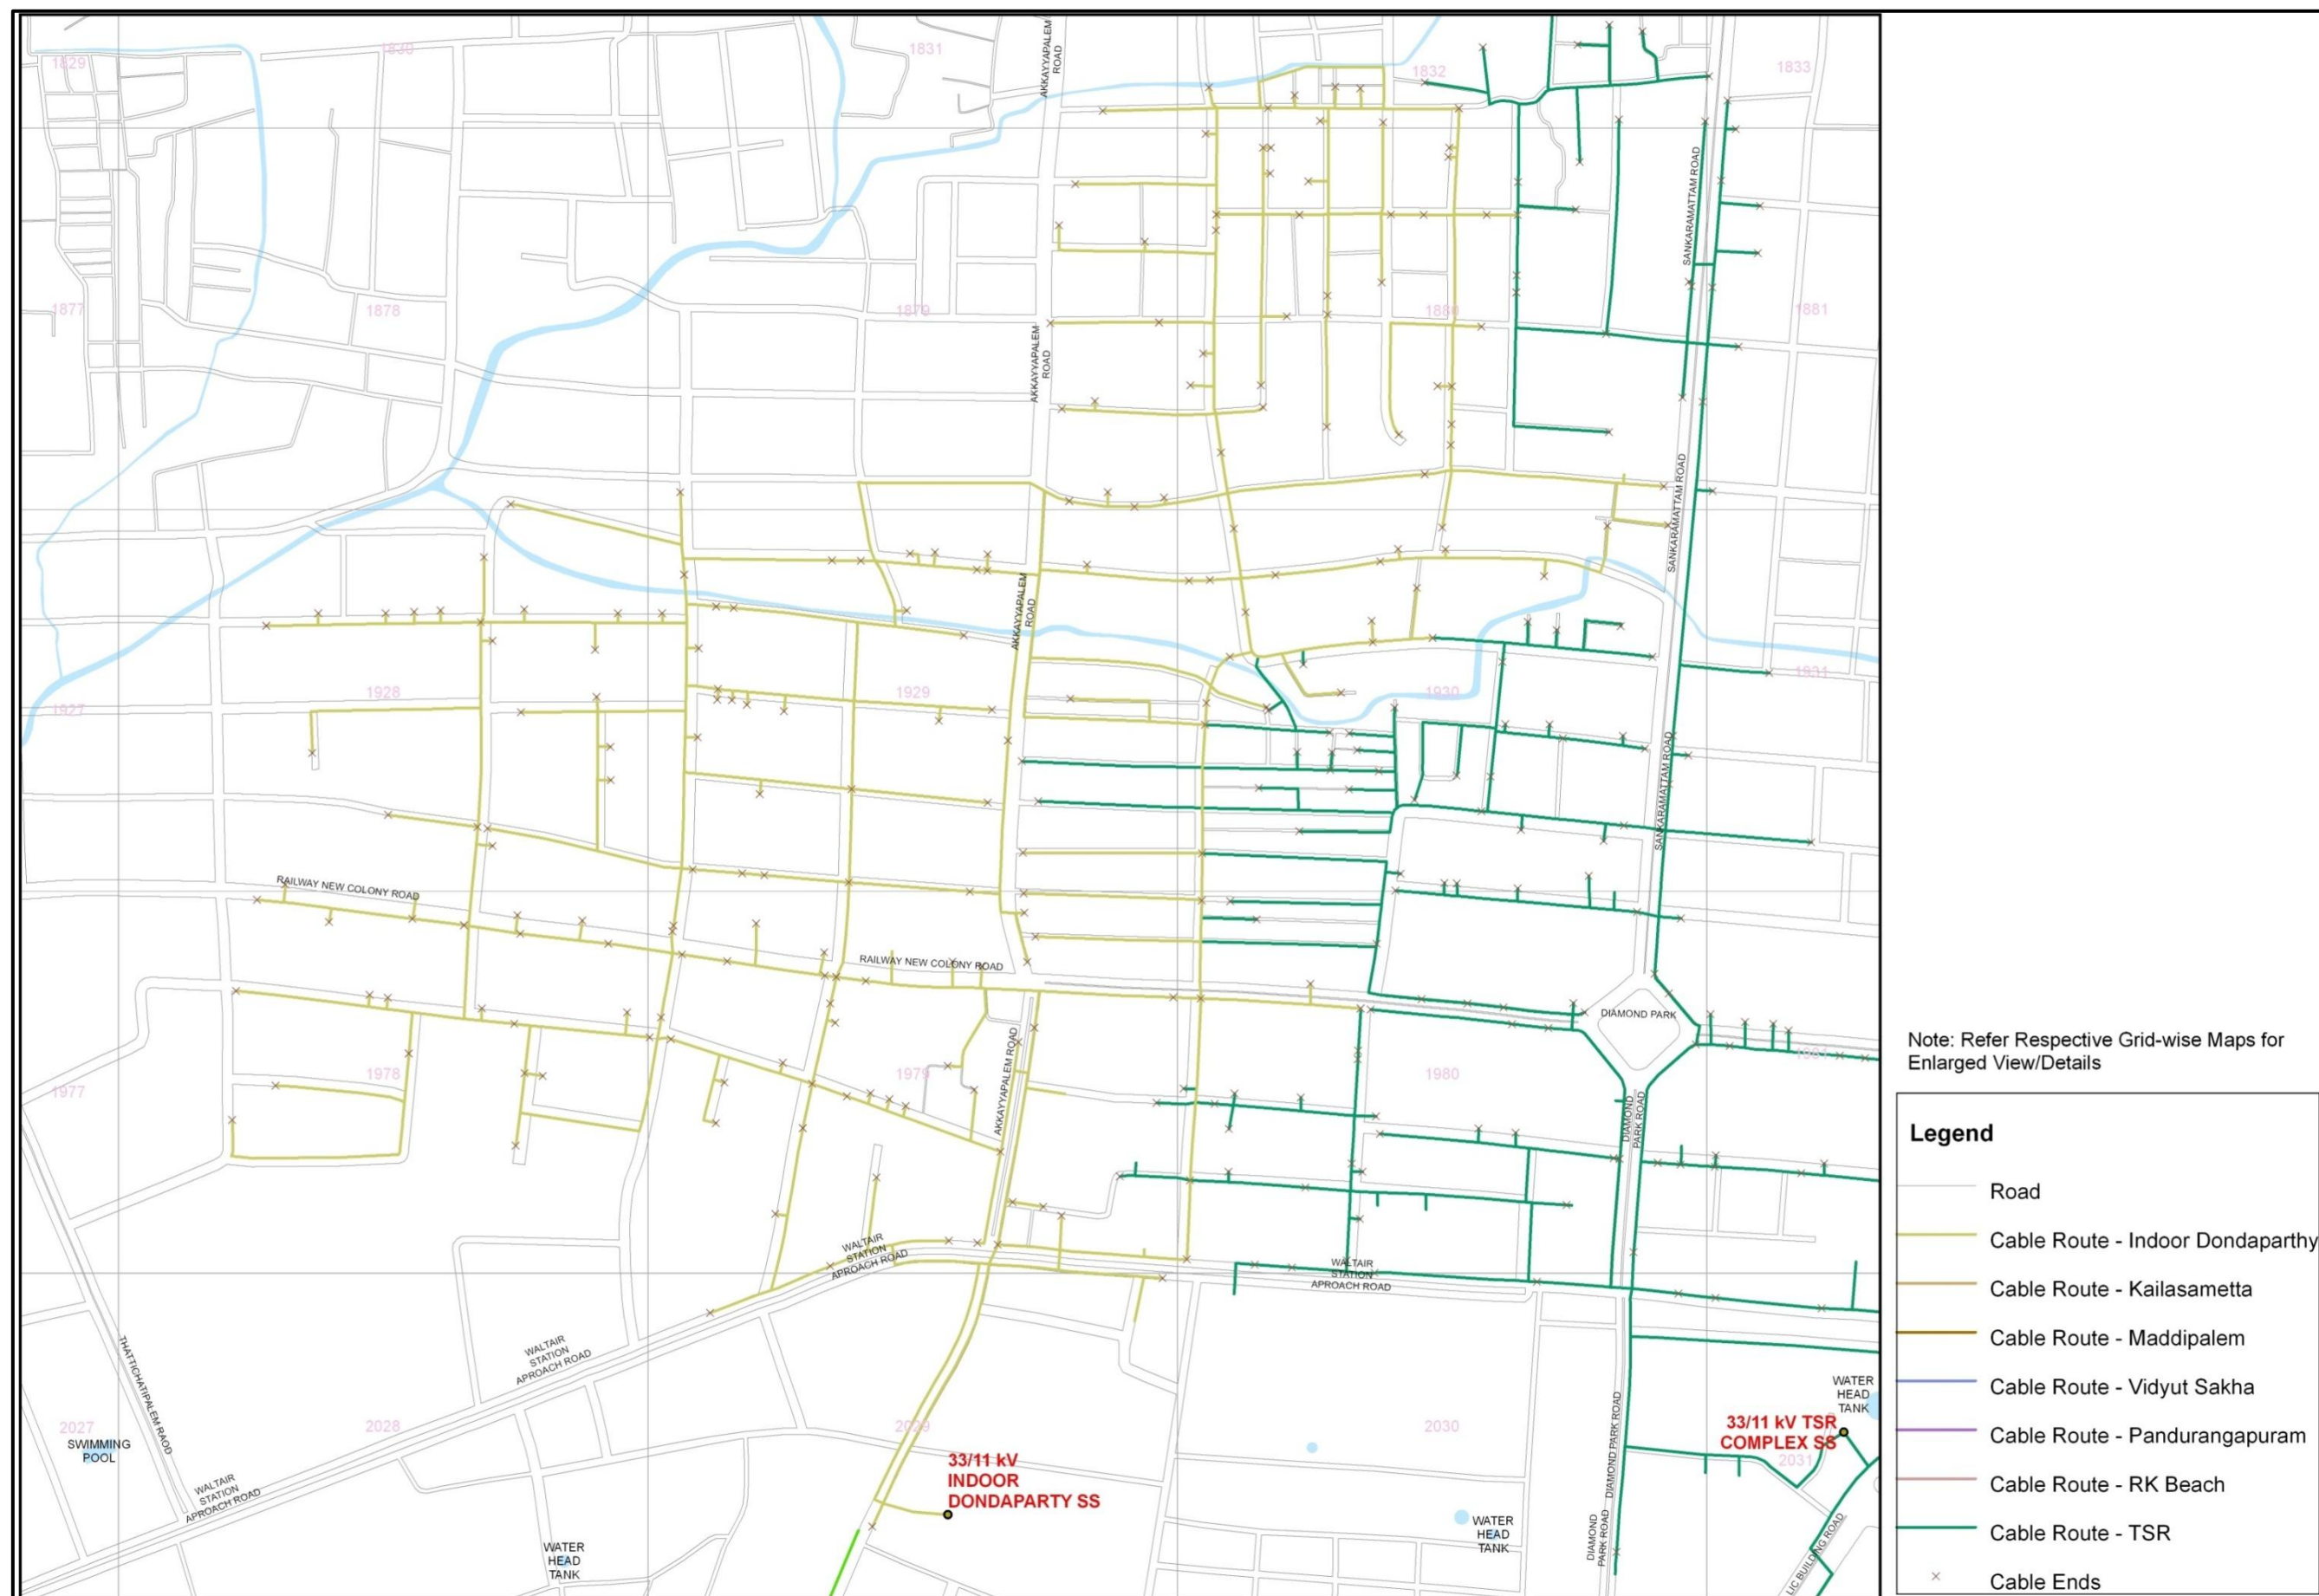 1829
1830
1831
1832
1833
AKKAYYAPALEM
ROAD
SANKARAMATTAM ROAD
1877
1878
1879
1880
1881
AKKAYYAPALEM
ROAD
SANKARAMATTAM ROAD
AKKAYYAPALEM
ROAD
1927
1928
1929
1930
1931
SANKARAMATTAM ROAD
RAILWAY NEW COLONY ROAD
RAILWAY NEW COLONY ROAD
DIAMOND PARK
1977
1978
1979
1980
1981
AKKAYYAPALEM ROAD
DIAMOND
PARK ROAD
WALTAIR
STATION
APROACH ROAD
WALTAIR
STATION
APROACH ROAD
THATTICHATIPALEM RAOD
WALTAIR
STATION
APROACH ROAD
WATER
HEAD
TANK
2027
2028
2029
2030
2031
SWIMMING
POOL
DIAMOND PARK ROAD
33/11 kV TSR
COMPLEX SS
33/11 kV
INDOOR
DONDAPARTY SS
WALTAIR
STATION
APROACH ROAD
WATER
HEAD
TANK
WATER
HEAD
TANK
DIAMOND
PARK ROAD
LIC BUILDING ROAD
Note: Refer Respective Grid-wise Maps for
Enlarged View/Details
Legend
Road
Cable Route - Indoor Dondaparthy
Cable Route - Kailasametta
Cable Route - Maddipalem
Cable Route - Vidyut Sakha
Cable Route - Pandurangapuram
Cable Route - RK Beach
Cable Route - TSR
Cable Ends